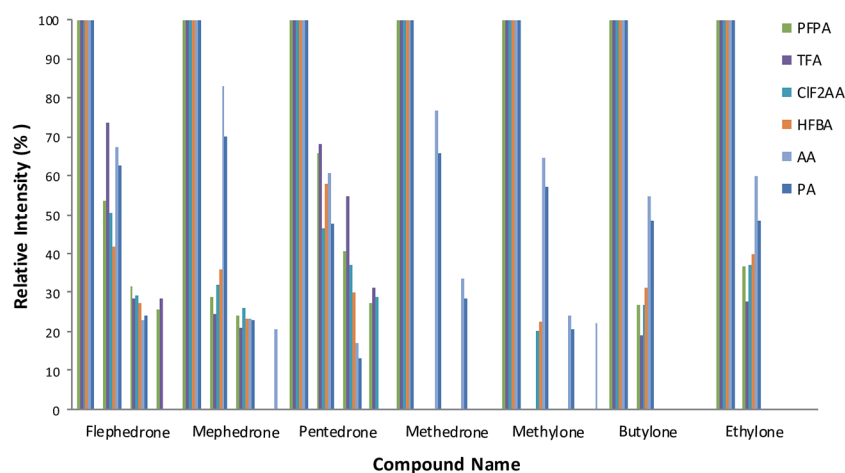 100
90
80
70
60
50
40
30
20
10
0
Relative Intensity (% )
Flephedrone Mephedrone Pentedrone Methedrone Methylone Butylone Ethylone
Compound Name
PFPA
TFA
ClF2AA
HFBA
AA
PA